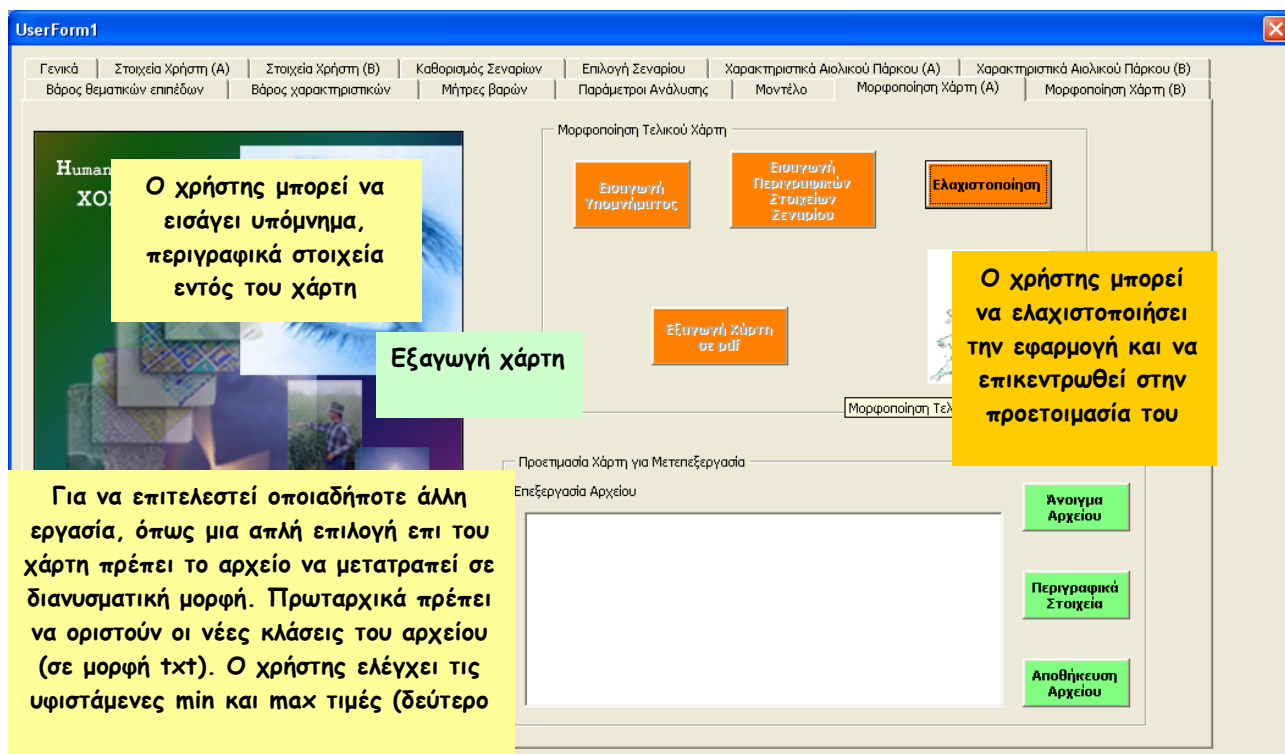 UserForm1
Γενικά
Στοιχεία Χρήστη (Α)
Στοιχεία Χρήστη (Β)
Καθορισμός Σεναρίων
Επιλογή Σεναρίου
Χαρακτηριστικά Αιολικού Πάρκου (Α)
Χαρακτηριστικά Αιολικού Πάρκου (Β)
Βάρος θεματικών επιπέδων
Βάρος χαρακτηριστικών
Μήτρες βαρών
Παράμετροι Ανάλυσης
Μοντέλο
Μορφοποίηση Χάρτη (Α)
Μορφοποίηση Χάρτη (Β)
Human
Ο χρήστης μπορεί να
εισάγει υπόμνημα,
περιγραφικά στοιχεία
εντός του χάρτη
Μορφοποίηση Τελικού Χάρτη
Εισαγωγή
Υπομνήματος
Εισαγωγή
Περιγραφικών
Στοιχείων
Σεναρίου
Ελαχιστοποίηση
Εξαγωγή Χάρτη
σε pdf
Εξαγωγή χάρτη
Ο χρήστης μπορεί
να ελαχιστοποιήσει
την εφαρμογή και να
επικεντρωθεί στην
προετοιμασία του
Μορφοποίηση Τελ
Για να επιτελεστεί οποιαδήποτε άλλη
εργασία, όπως μια απλή επιλογή επι του
χάρτη πρέπει το αρχείο να μετατραπεί σε
διανυσματική μορφή. Πρωταρχικά πρέπει
να οριστούν οι νέες κλάσεις του αρχείου
(σε μορφή txt). Ο χρήστης ελέγχει τις
υφιστάμενες min και max τιμές (δεύτερο
Προετιμασία Χάρτη για Μετεπεξεργασία
Επεξεργασία Αρχείου
Άνοιγμα
Αρχείου
Περιγραφικά
Στοιχεία
Αποθήκευση
Αρχείου